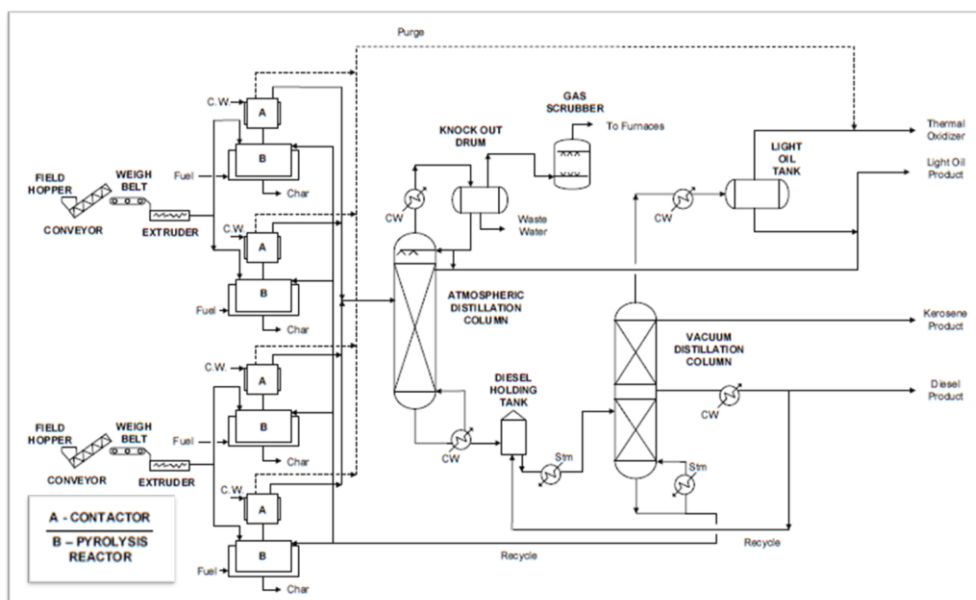 Purge
C.W.
A
B
Fuel
Char
FIELD
HOPPER
WEIGH
BELT
CONVEYOR
EXTRUDER
C.W.
A
B
Fuel
Char
KNOCK OUT
DRUM
GAS
SCRUBBER
To Furnaces
CW
Waste
Water
LIGHT
OIL
TANK
CW
Thermal
Oxidizer
Light Oil
Product
ATMOSPHERIC
DISTILLATION
COLUMN
VACUUM
DISTILLATION
COLUMN
Kerosene
Product
DIESEL
HOLDING
TANK
CW
Stm
CW
Diesel
Product
Stm
C.W.
A
B
Fuel
Char
FIELD
HOPPER
WEIGH
BELT
CONVEYOR
EXTRUDER
C.W.
A
B
Fuel
Char
Recycle
Recycle
A - CONTACTOR
B – PYROLYSIS
REACTOR